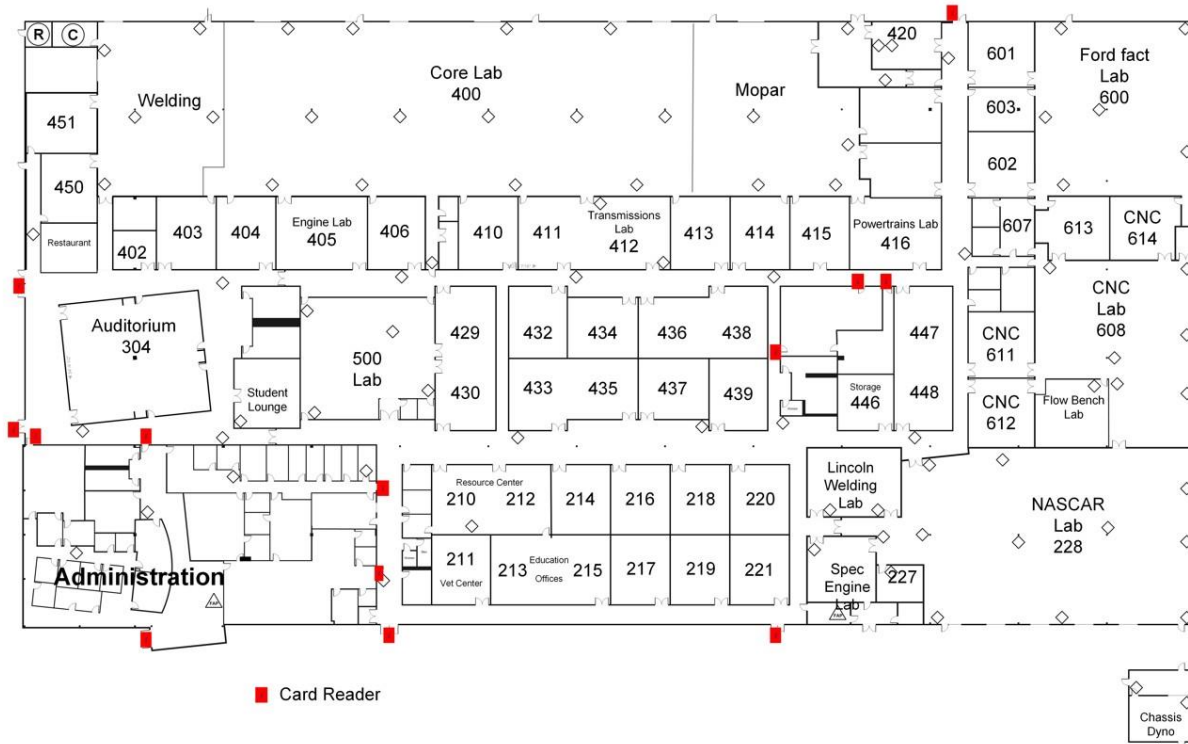 R
C
420
601
Ford fact
Lab
600
Core Lab
400
Welding
Mopar
603
451
602
450
Restaurant
402
403
404
Engine Lab
405
406
410
411
Transmissions
Lab
412
413
414
415
Powertrains Lab
416
607
613
CNC
614
Auditorium
304
500
Lab
Student
Lounge
429
430
432
434
436
438
433
435
437
439
447
448
Storage
446
CNC
Lab
608
CNC
611
CNC
612
Flow Bench
Lab
Resource Center
210
212
214
216
218
220
211
Vet Center
213
Education
Offices
215
217
219
221
Lincoln
Welding
Lab
Spec
Engine
Lab
227
NASCAR
Lab
228
Administration
FAP
FAP
Card Reader
Chassis
Dyno